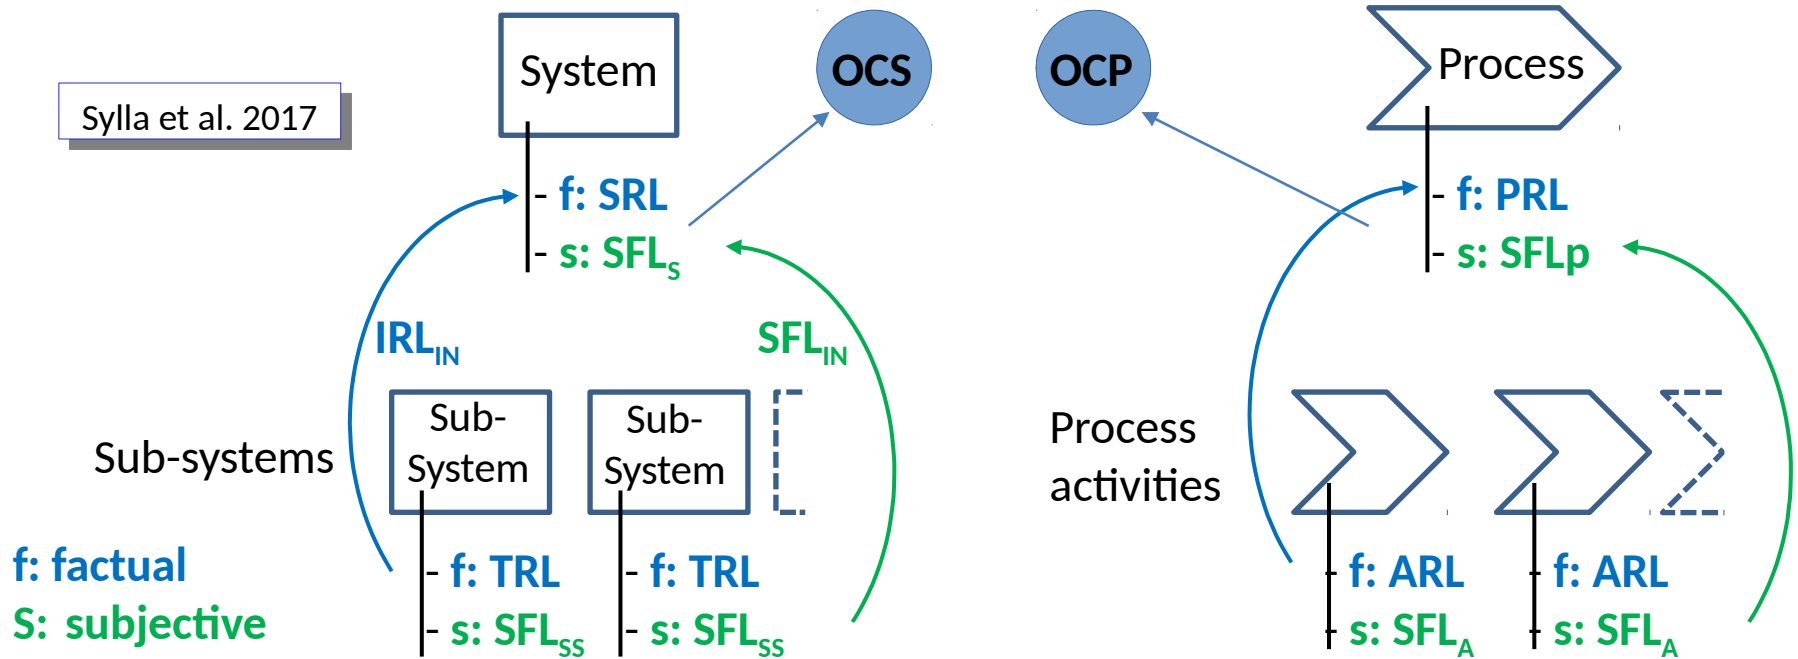 System
OCS
OCP
Process
Sylla et al. 2017
- f: SRL
- s: SFLS
- f: PRL
- s: SFLp
IRLIN
SFLIN
Sub-systems
Sub-
System
Sub-
System
Process
activities
f: factual
S: subjective
- f: TRL
- s: SFLSS
- f: TRL
- s: SFLSS
- f: ARL
- s: SFLA
- f: ARL
- s: SFLA